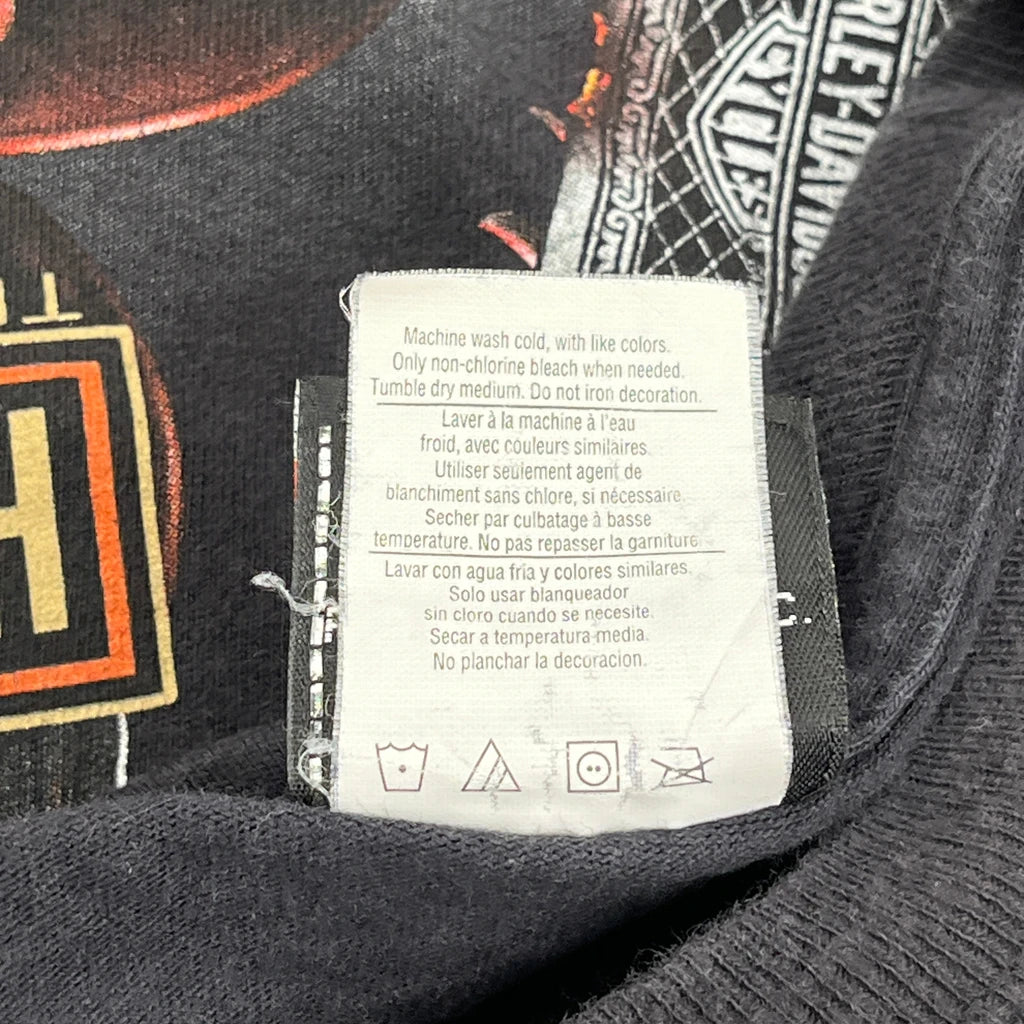 RLEY-DAVIDS
CYCLES
H
Machine wash cold, with like colors.
Only non-chlorine bleach when needed.
Tumble dry medium. Do not iron decoration.
Laver à la machine à l'eau
froid, avec couleurs similaires.
Utiliser seulement agent de
blanchiment sans chlore, si nécessaire.
Secher par culbatage à basse
temperature. No pas repasser la garniture.
Lavar con agua fria y colores similares.
Solo usar blanqueador
sin cloro cuando se necesite.
Secar a temperatura media.
No planchar la decoracion.